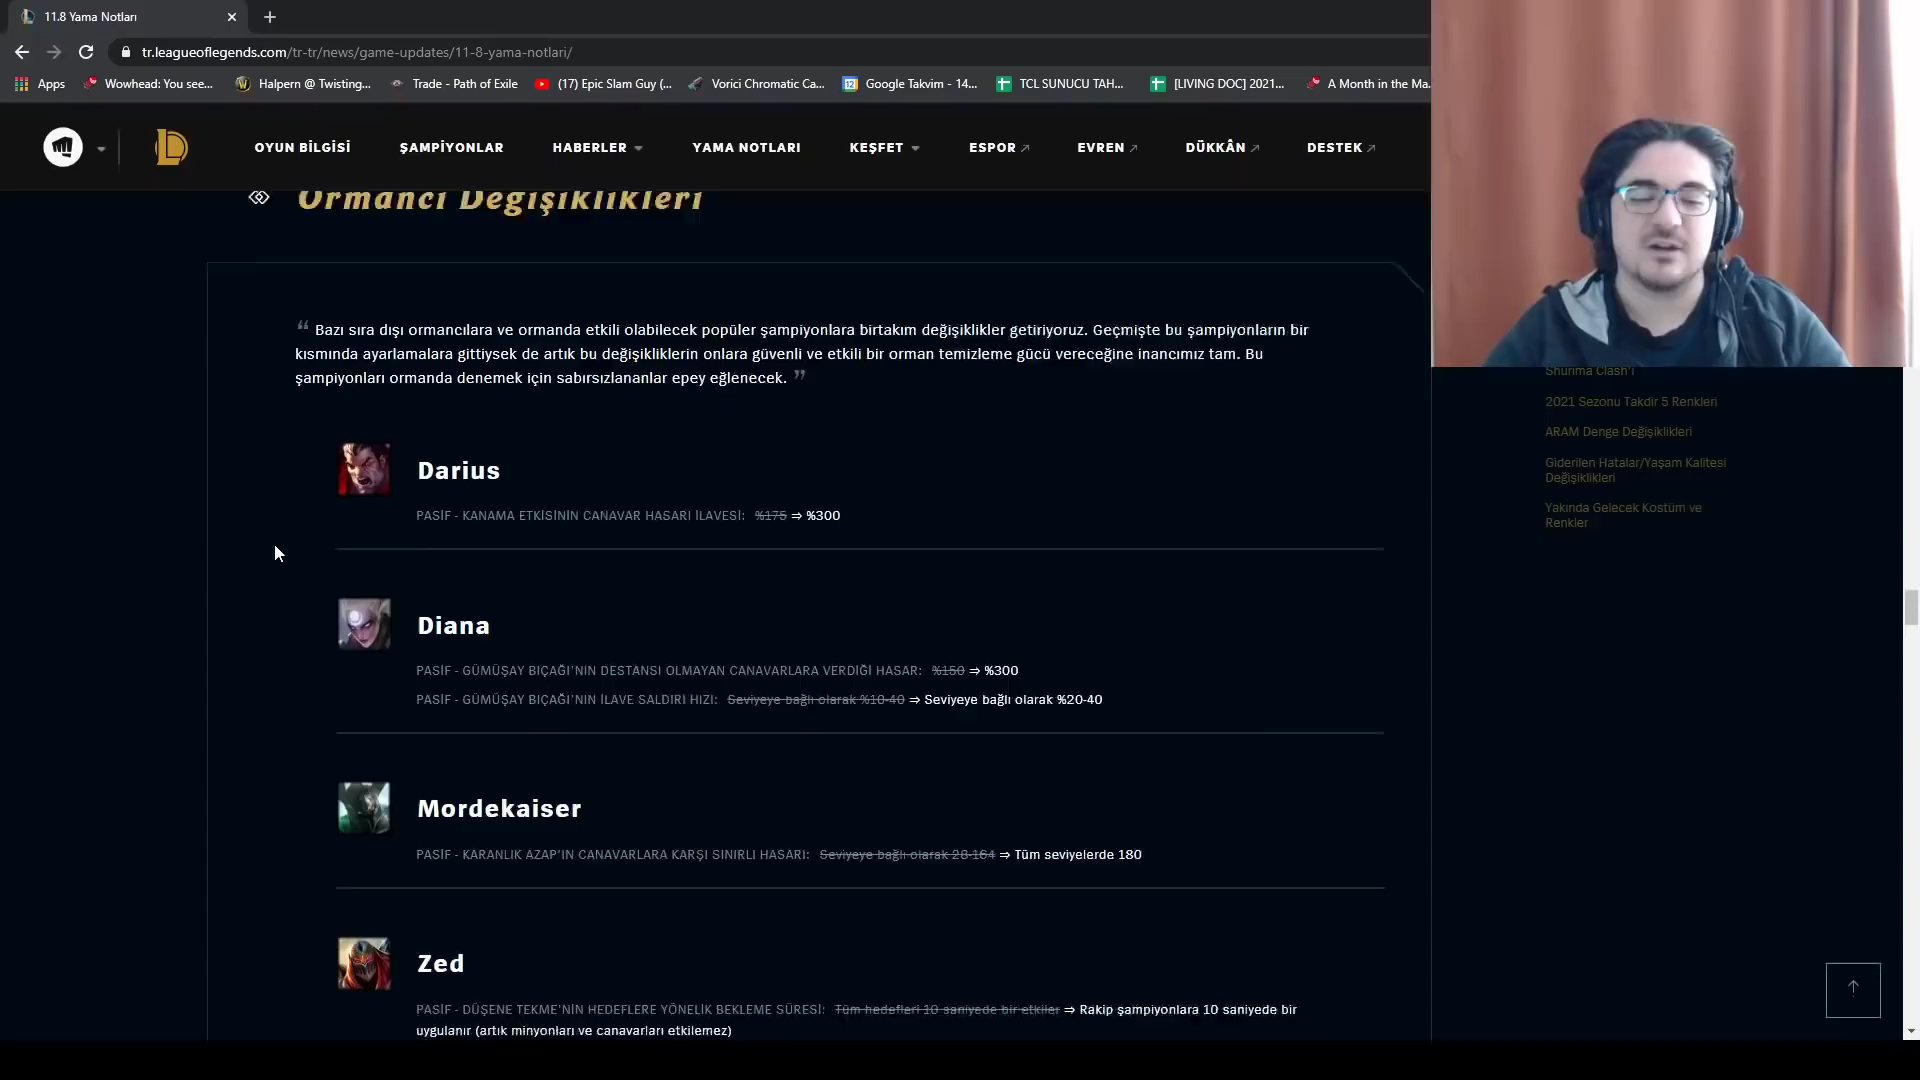 11.8 Yama Notları
tr.leagueoflegends.com/tr-tr/news/game-updates/11-8-yama-notlari/
Apps Wowhead: You see... Halpern @ Twisting... Trade - Path of Exile (17) Epic Slam Guy (... Vorici Chromatic Ca... Google Takvim - 14... TCL SUNUCU TAH... [LIVING DOC] 2021... A Month in the Ma...
OYUN BİLGİSİ ŞAMPİYONLAR HABERLER YAMA NOTLARI KEŞFET ESPOR EVREN DÜKKÂN DESTEK
Ormancı Değişiklikleri
“ Bazı sıra dışı ormancılara ve ormanda etkili olabilecek popüler şampiyonlara birtakım değişiklikler getiriyoruz. Geçmişte bu şampiyonların bir
kısmında ayarlamalara gittiysek de artık bu değişikliklerin onlara güvenli ve etkili bir orman temizleme gücü vereceğine inancımız tam. Bu
şampiyonları ormanda denemek için sabırsızlananlar epey eğlenecek. ”
Darius
PASİF - KANAMA ETKİSİNİN CANAVAR HASARI İLAVESİ: %175 ⇒ %300
Diana
PASİF - GÜMÜŞAY BIÇAĞI'NIN DESTANSI OLMAYAN CANAVARLARA VERDİĞİ HASAR: %150 ⇒ %300
PASİF - GÜMÜŞAY BIÇAĞI'NIN İLAVE SALDIRI HIZI: Seviyeye bağlı olarak %10-40 ⇒ Seviyeye bağlı olarak %20-40
Mordekaiser
PASİF - KARANLIK AZAP'IN CANAVARLARA KARŞI SINIRLI HASARI: Seviyeye bağlı olarak 28-164 ⇒ Tüm seviyelerde 180
Zed
PASİF - DÜŞENE TEKME'NİN HEDEFLERE YÖNELİK BEKLEME SÜRESİ: Tüm hedefleri 10 saniyede bir etkiler ⇒ Rakip şampiyonlara 10 saniyede bir
uygulanır (artık minyonları ve canavarları etkilemez)
Shurima Clash'i
2021 Sezonu Takdir 5 Renkleri
ARAM Denge Değişiklikleri
Giderilen Hatalar/Yaşam Kalitesi
Değişiklikleri
Yakında Gelecek Kostüm ve
Renkler